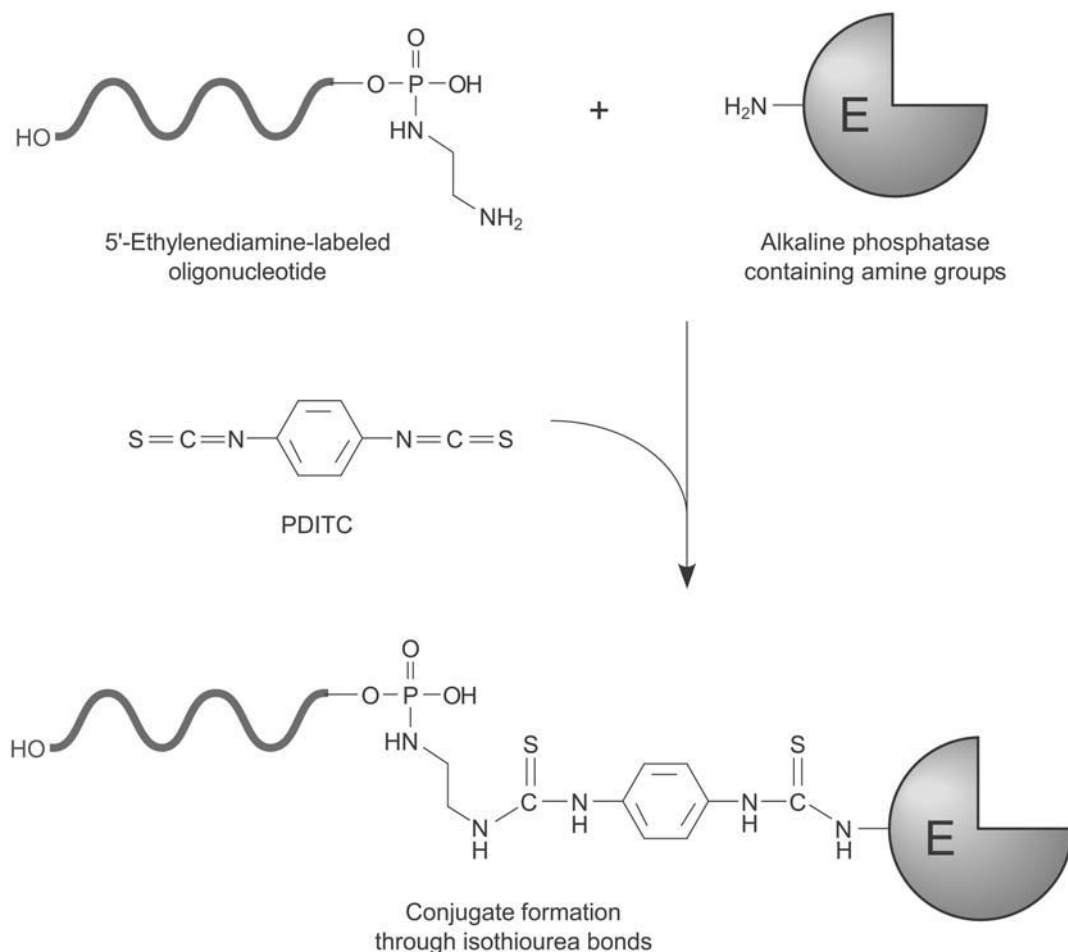 O
O P OH
HO
HN
NH2
+
H2N
E
5'-Ethylenediamine-labeled
oligonucleotide
Alkaline phosphatase
containing amine groups
S=C=N N=C=S
PDITC
O
O P OH
HO
HN
S
S
C
N
H
N
H
N
H
C
N
H
E
Conjugate formation
through isothiourea bonds